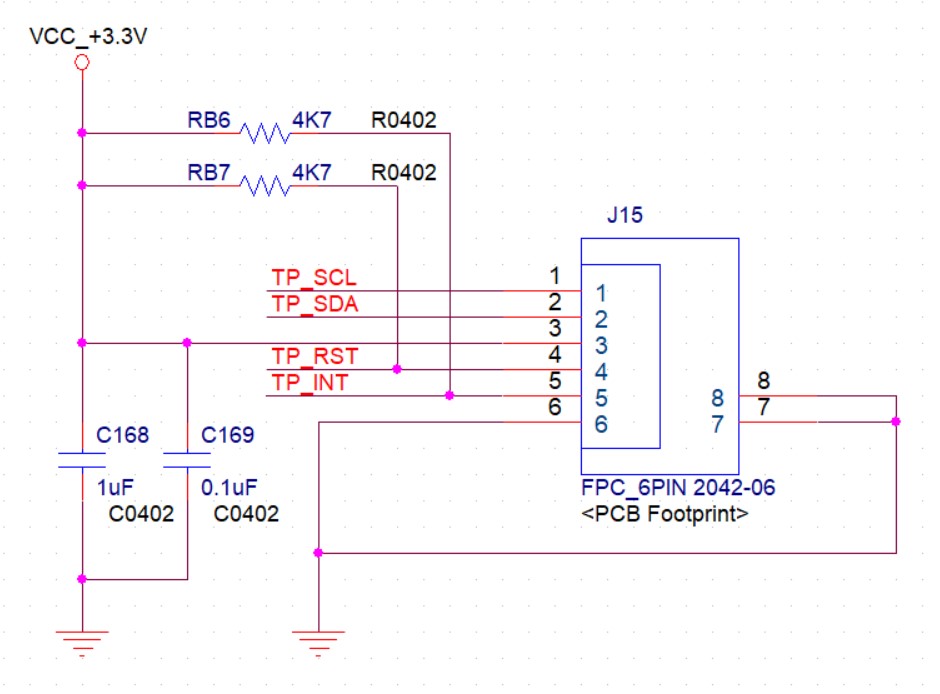 VCC_+3.3V
RB6 4K7 R0402
RB7 4K7 R0402
J15
TP_SCL 1 1
TP_SDA 2 2
3 3
TP_RST 4 4
TP_INT 5 5 8 8
6 6 7 7
C168 C169
1uF 0.1uF FPC_6PIN 2042-06
C0402 C0402 <PCB Footprint>